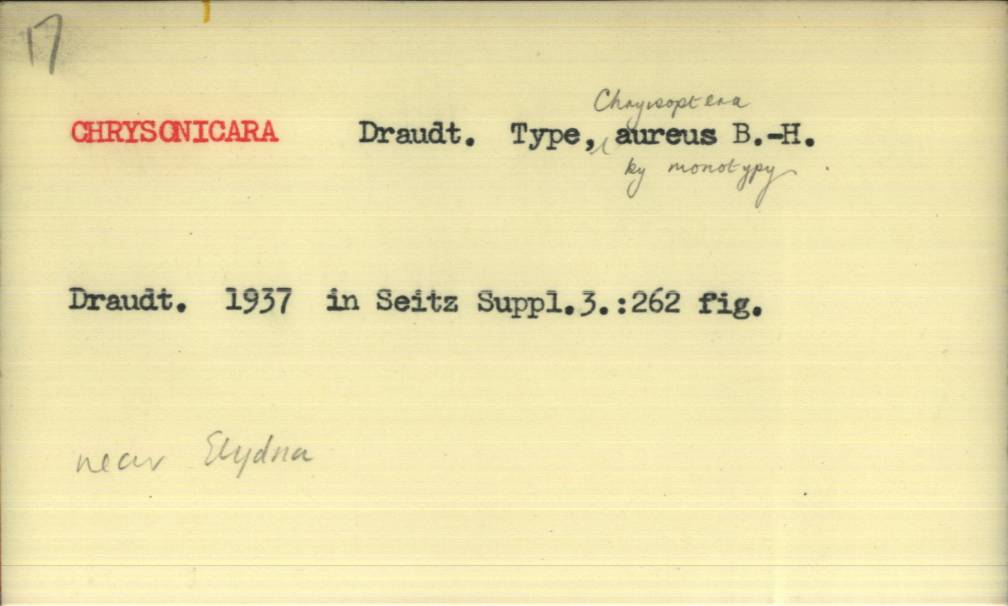 17
Chrysoptera
CHRYSONICARA Draudt. Type, aureus B.-H.
by monotypy
Draudt. 1937 in Seitz Suppl.3.:262 fig.
near Elydna